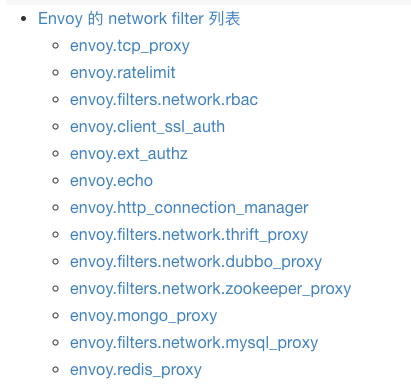 Envoy 的 network filter 列表
envoy.tcp_proxy
envoy.ratelimit
envoy.filters.network.rbac
envoy.client_ssl_auth
envoy.ext_authz
envoy.echo
envoy.http_connection_manager
envoy.filters.network.thrift_proxy
envoy.filters.network.dubbo_proxy
envoy.filters.network.zookeeper_proxy
envoy.mongo_proxy
envoy.filters.network.mysql_proxy
envoy.redis_proxy